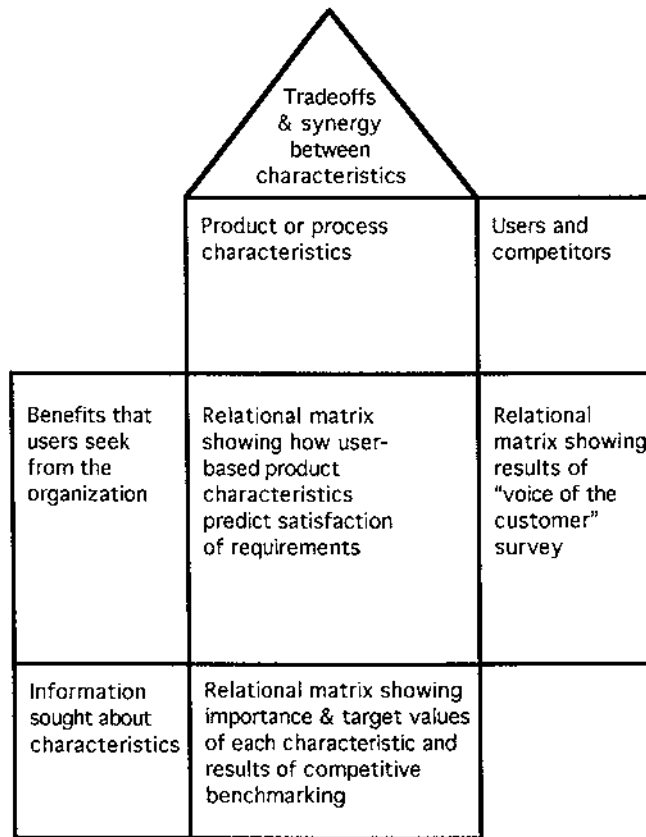 Tradeoffs
& synergy
between
characteristics
Product or process
characteristics
Users and
competitors
Benefits that
users seek
from the
organization
Relational matrix
showing how user-
based product
characteristics
predict satisfaction
of requirements
Relational
matrix showing
results of
“voice of the
customer”
survey
Information
sought about
characteristics
Relational matrix showing
importance & target values
of each characteristic and
results of competitive
benchmarking